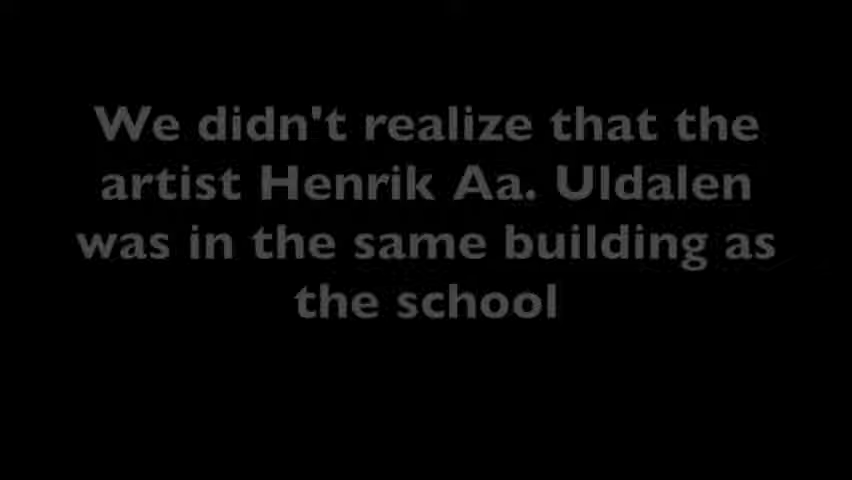 We didn't realize that the
artist Henrik Aa. Uldalen
was in the same building as
the school